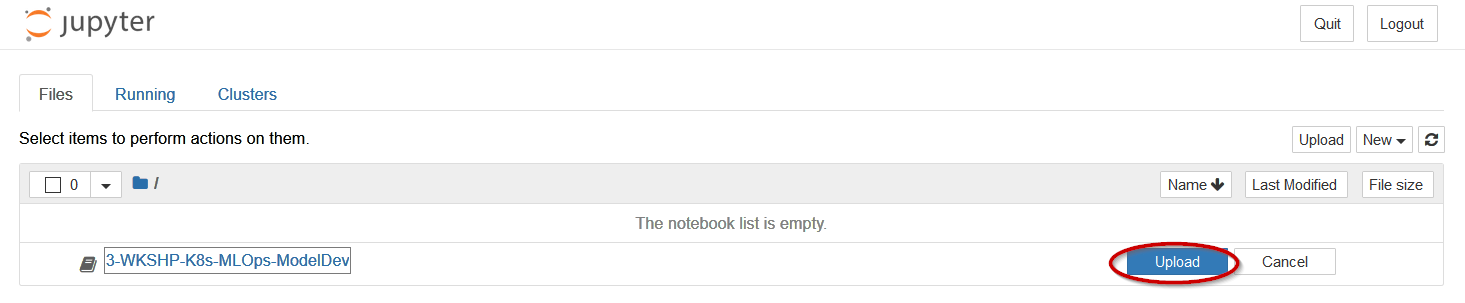 jupyter Quit Logout
Files Running Clusters
Select items to perform actions on them. Upload New
0 / Name Last Modified File size
The notebook list is empty.
3-WKSHP-K8s-MLOps-ModelDev Upload Cancel